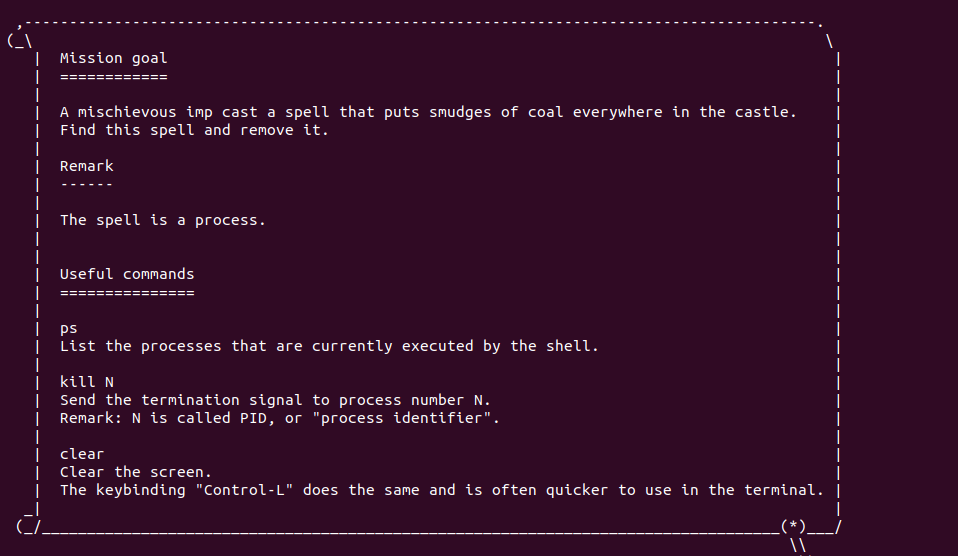 Mission goal
============
A mischievous imp cast a spell that puts smudges of coal everywhere in the castle.
Find this spell and remove it.
Remark
------
The spell is a process.
Useful commands
===============
ps
List the processes that are currently executed by the shell.
kill N
Send the termination signal to process number N.
Remark: N is called PID, or "process identifier".
clear
Clear the screen.
The keybinding "Control-L" does the same and is often quicker to use in the terminal.